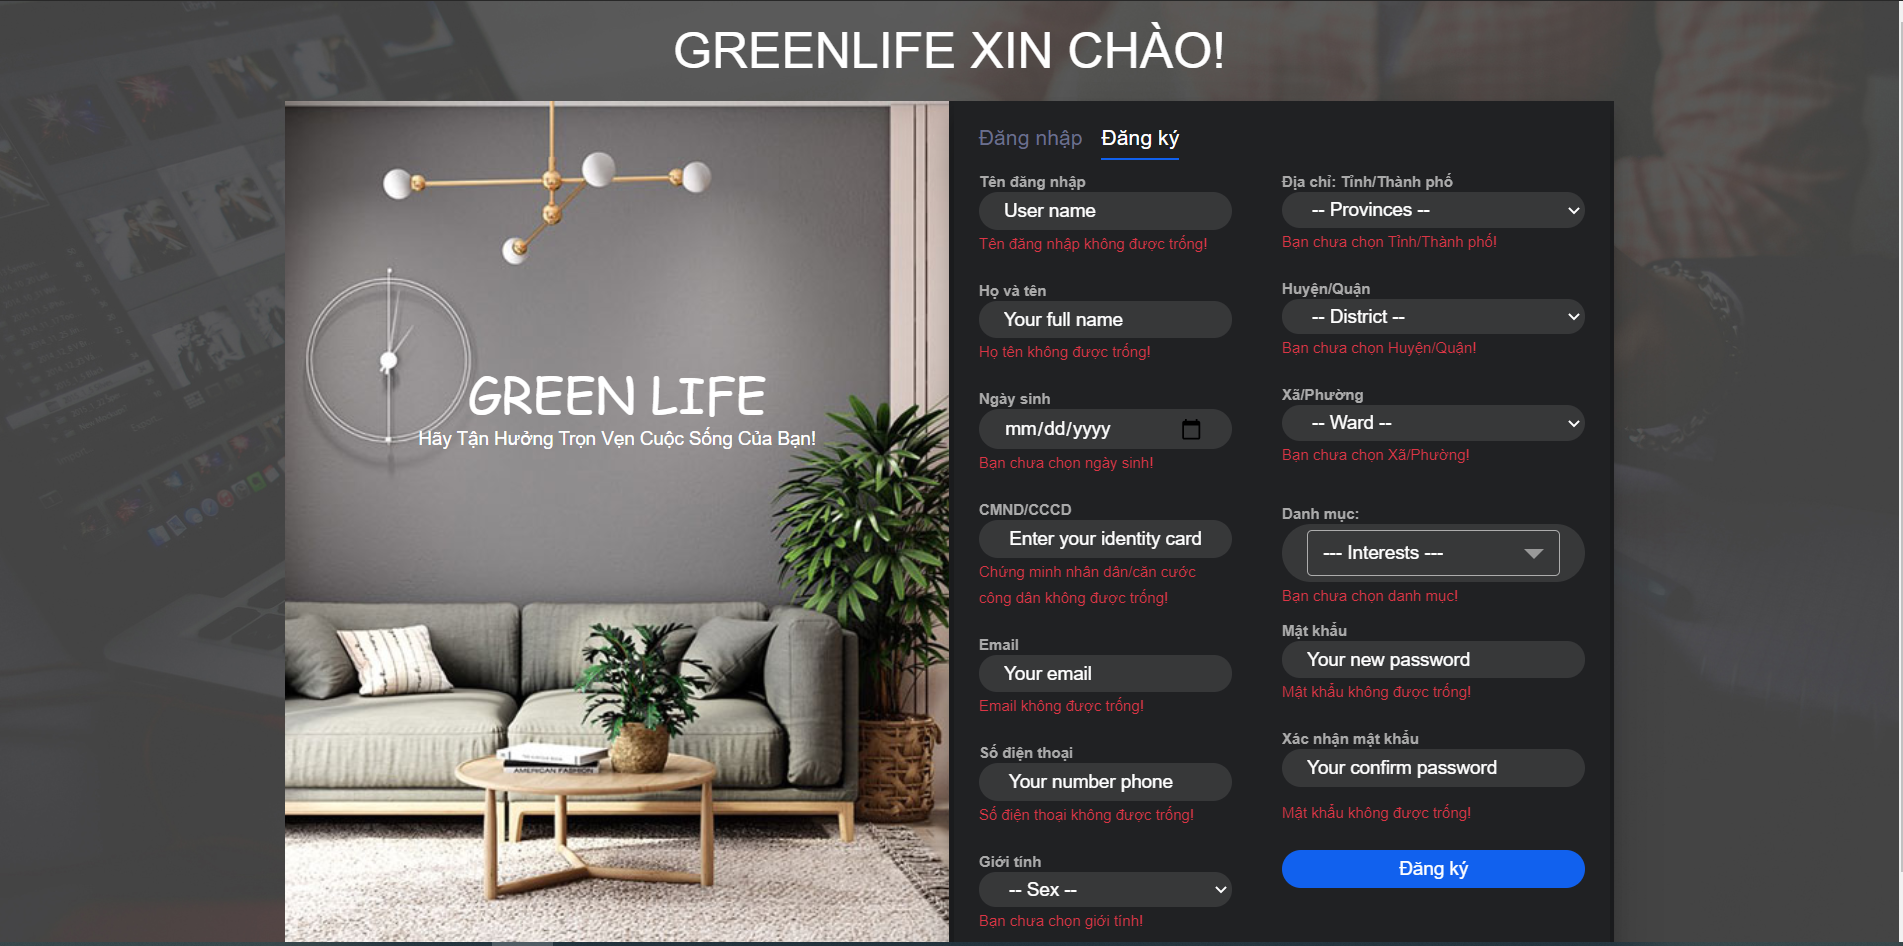 GREENLIFE XIN CHÀO!
GREEN LIFE
Hãy Tận Hưởng Trọn Vẹn Cuộc Sống Của Bạn!
AMERICAN FASHION
Đăng nhập Đăng ký
Tên đăng nhập
User name
Tên đăng nhập không được trống!
Họ và tên
Your full name
Họ tên không được trống!
Ngày sinh
mm/dd/yyyy
Bạn chưa chọn ngày sinh!
CMND/CCCD
Enter your identity card
Chứng minh nhân dân/căn cước
công dân không được trống!
Email
Your email
Email không được trống!
Số điện thoại
Your number phone
Số điện thoại không được trống!
Giới tính
-- Sex --
Bạn chưa chọn giới tính!
Địa chỉ: Tỉnh/Thành phố
-- Provinces --
Bạn chưa chọn Tỉnh/Thành phố!
Huyện/Quận
-- District --
Bạn chưa chọn Huyện/Quận!
Xã/Phường
-- Ward --
Bạn chưa chọn Xã/Phường!
Danh mục:
--- Interests ---
Bạn chưa chọn danh mục!
Mật khẩu
Your new password
Mật khẩu không được trống!
Xác nhận mật khẩu
Your confirm password
Mật khẩu không được trống!
Đăng ký